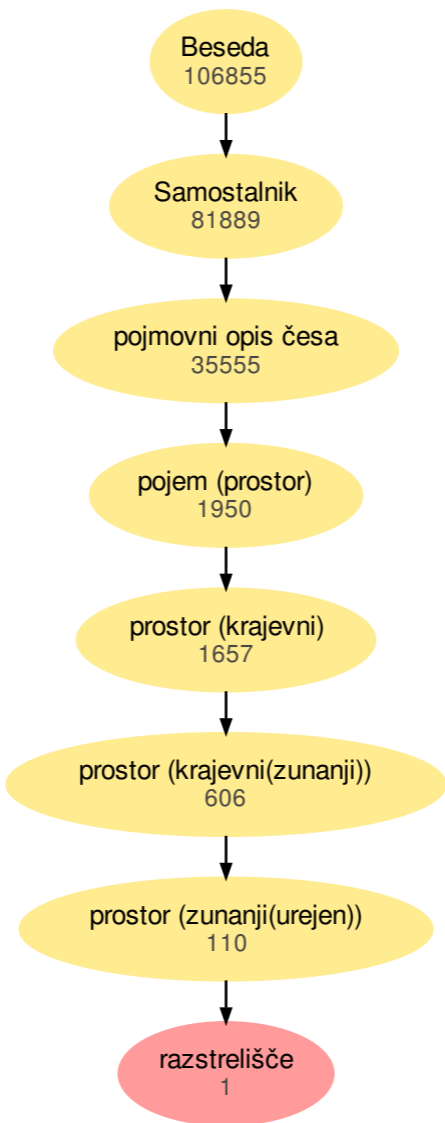 Beseda
106855
Samostalnik
81889
pojmovni opis česa
35555
pojem (prostor)
1950
prostor (krajevni)
1657
prostor (krajevni(zunanji))
606
prostor (zunanji(urejen))
110
razstrelišče
1